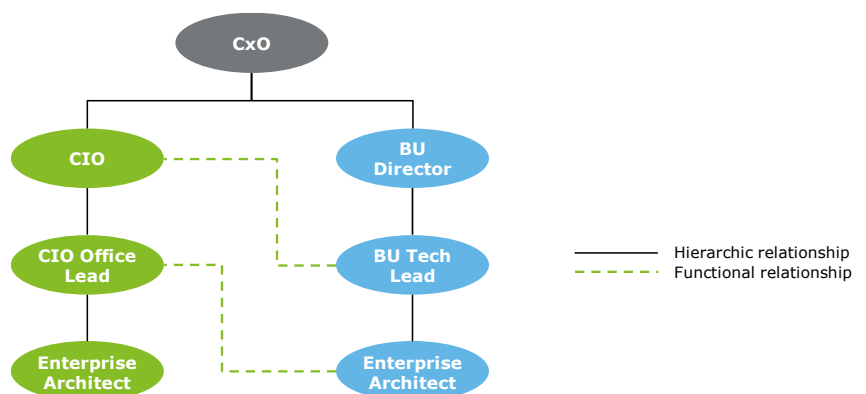 CxO
CIO
BU
Director
CIO Office
Lead
BU Tech
Lead
Hierarchic relationship
Functional relationship
Enterprise
Architect
Enterprise
Architect